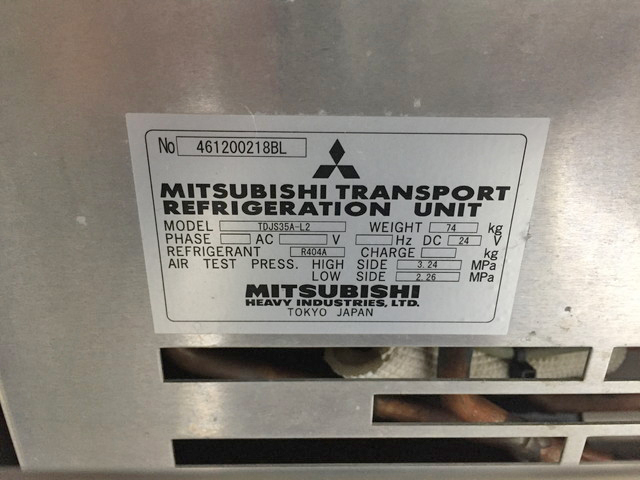 No 461200218BL
MITSUBISHI TRANSPORT
REFRIGERATION UNIT
MODEL TDJS35A-L2 WEIGHT 74 kg
PHASE AC V Hz DC 24 V
REFRIGERANT R404A CHARGE kg
AIR TEST PRESS. HIGH SIDE 3.24 MPa
LOW SIDE 2.26 MPa
MITSUBISHI
HEAVY INDUSTRIES, LTD.
TOKYO JAPAN